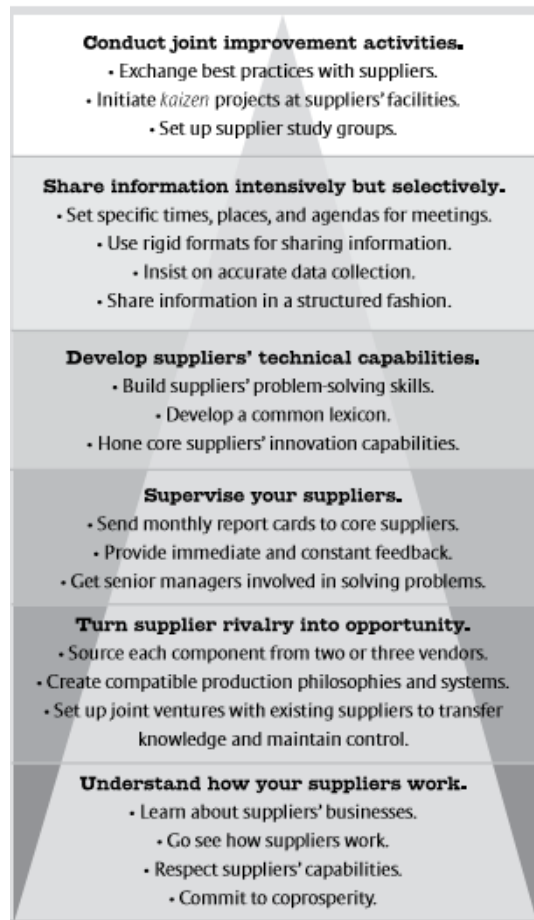 Conduct joint improvement activities.
• Exchange best practices with suppliers.
• Initiate kaizen projects at suppliers' facilities.
• Set up supplier study groups.
Share information intensively but selectively.
• Set specific times, places, and agendas for meetings.
• Use rigid formats for sharing information.
• Insist on accurate data collection.
• Share information in a structured fashion.
Develop suppliers' technical capabilities.
• Build suppliers' problem-solving skills.
• Develop a common lexicon.
• Hone core suppliers' innovation capabilities.
Supervise your suppliers.
• Send monthly report cards to core suppliers.
• Provide immediate and constant feedback.
• Get senior managers involved in solving problems.
Turn supplier rivalry into opportunity.
• Source each component from two or three vendors.
• Create compatible production philosophies and systems.
• Set up joint ventures with existing suppliers to transfer
knowledge and maintain control.
Understand how your suppliers work.
• Learn about suppliers' businesses.
• Go see how suppliers work.
• Respect suppliers' capabilities.
• Commit to coprosperity.